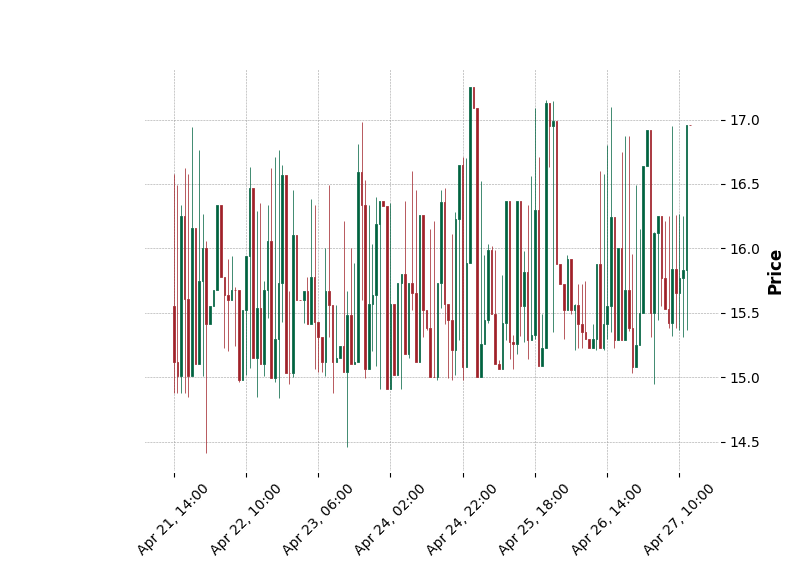 17.0
16.5
16.0
15.5
15.0
14.5
Price
Apr 21, 14:00
Apr 22, 10:00
Apr 23, 06:00
Apr 24, 02:00
Apr 24, 22:00
Apr 25, 18:00
Apr 26, 14:00
Apr 27, 10:00